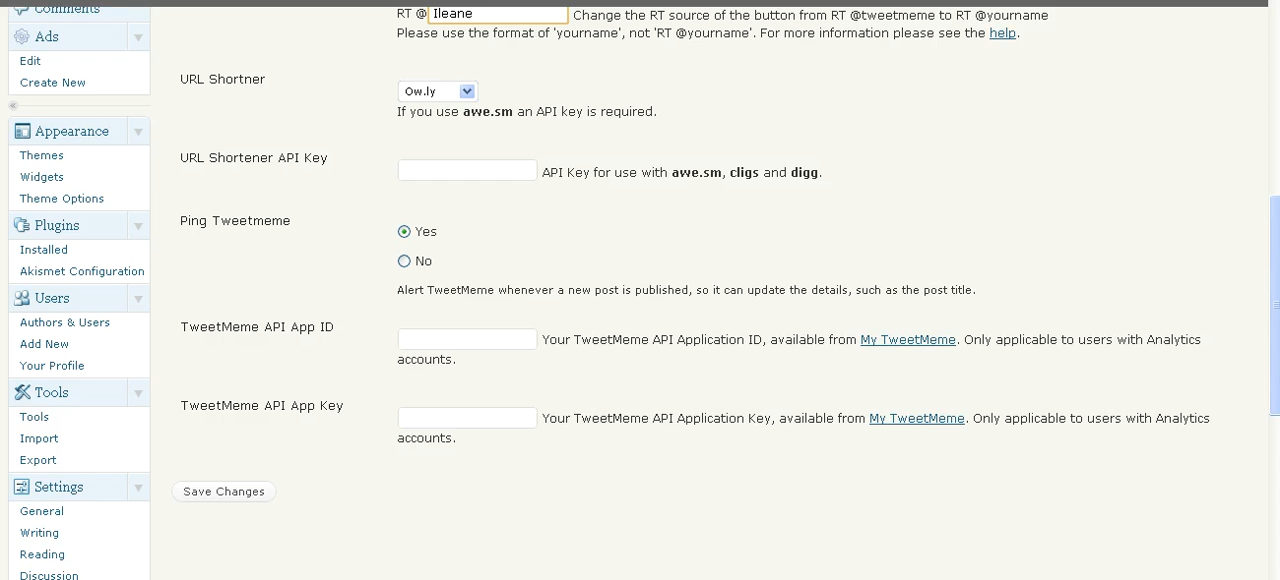 Comments
Ads
Edit
Create New
Appearance
Themes
Widgets
Theme Options
Plugins
Installed
Akismet Configuration
Users
Authors & Users
Add New
Your Profile
Tools
Tools
Import
Export
Settings
General
Writing
Reading
Discussion
RT @ Ileane Change the RT source of the button from RT @tweetmeme to RT @yourname
Please use the format of 'yourname', not 'RT @yourname'. For more information please see the help.
URL Shortner
Ow.ly
If you use awe.sm an API key is required.
URL Shortener API Key
API Key for use with awe.sm, cligs and digg.
Ping Tweetmeme
Yes
No
Alert TweetMeme whenever a new post is published, so it can update the details, such as the post title.
TweetMeme API App ID
Your TweetMeme API Application ID, available from My TweetMeme. Only applicable to users with Analytics
accounts.
TweetMeme API App Key
Your TweetMeme API Application Key, available from My TweetMeme. Only applicable to users with Analytics
accounts.
Save Changes